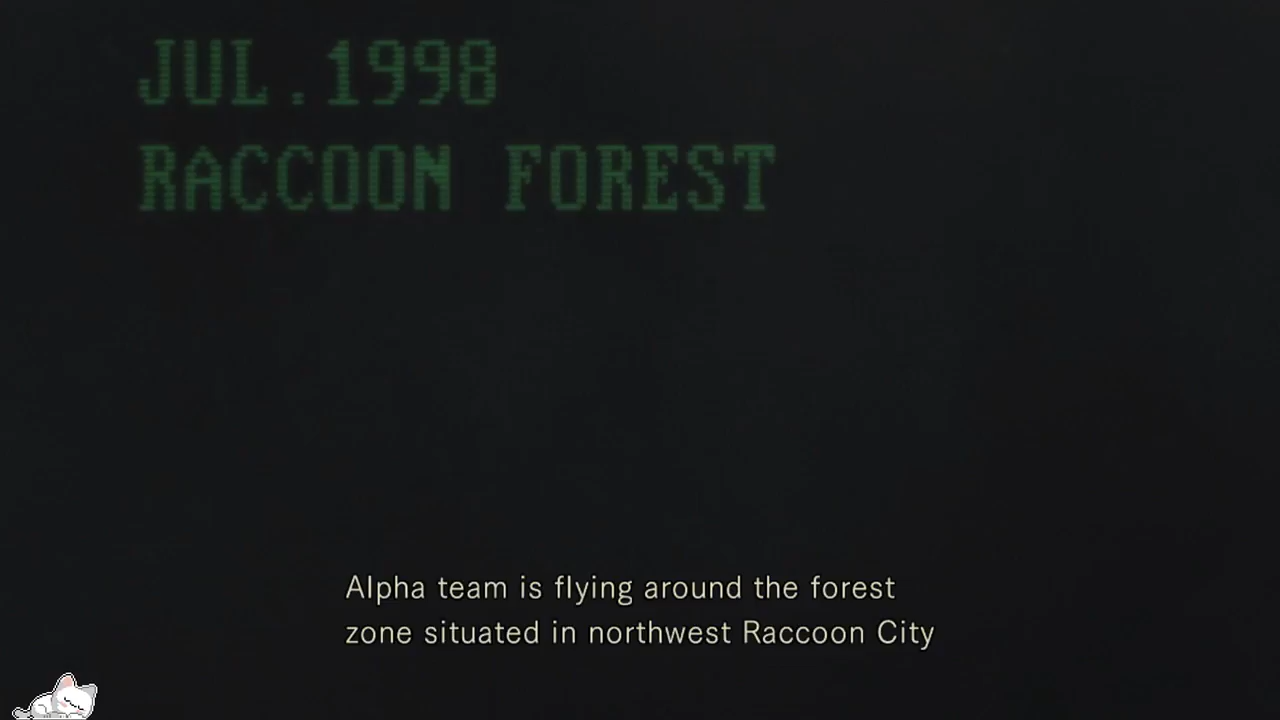 JUL.1998
RACCOON FOREST
Alpha team is flying around the forest
zone situated in northwest Raccoon City